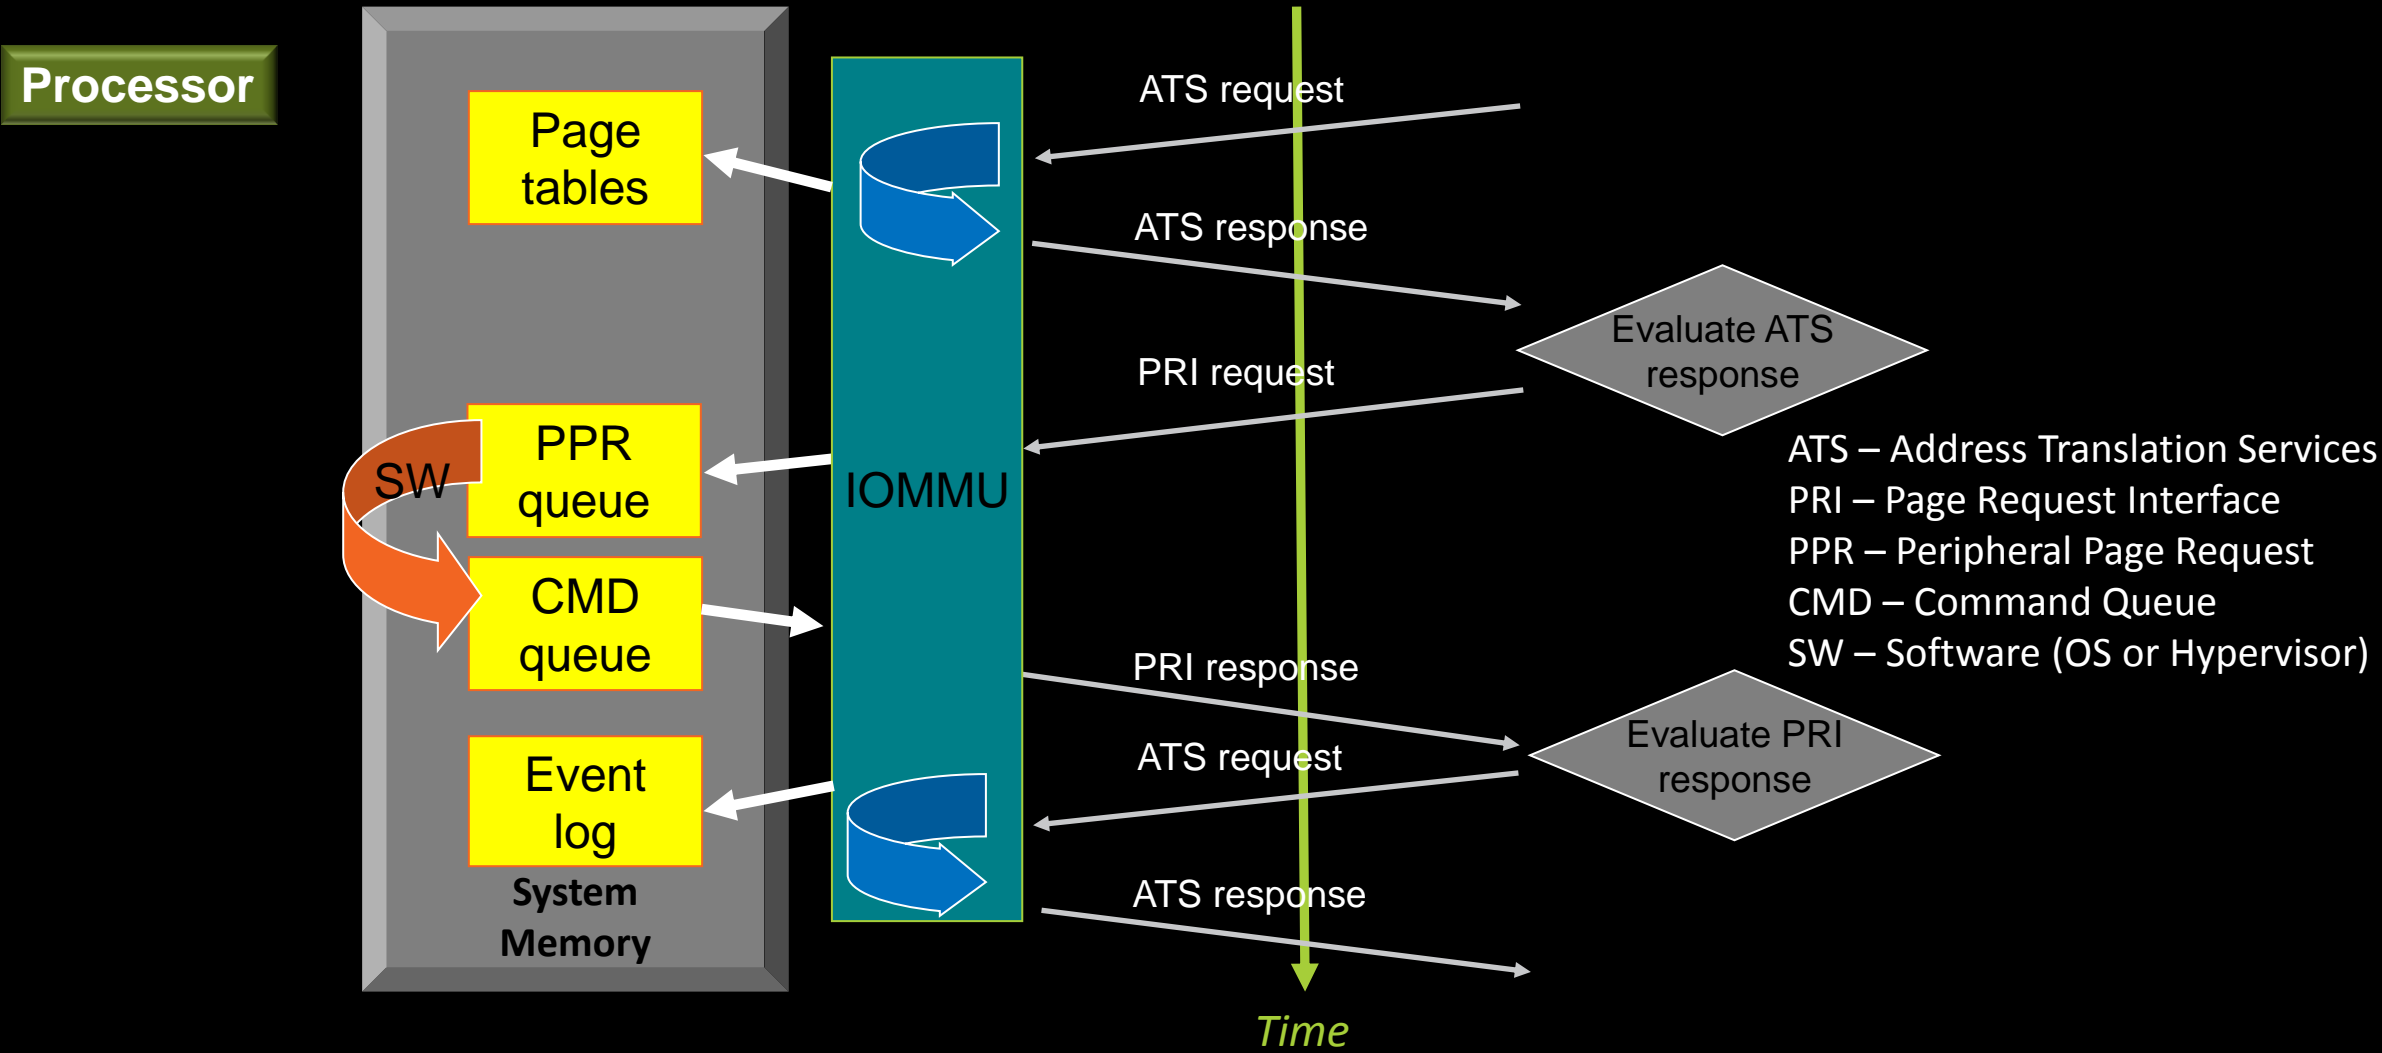 Processor
Page
tables
PPR
queue
SW
CMD
queue
Event
log
System
Memory
IOMMU
ATS request
ATS response
PRI request
PRI response
ATS request
ATS response
Time
Evaluate ATS
response
Evaluate PRI
response
ATS – Address Translation Services
PRI – Page Request Interface
PPR – Peripheral Page Request
CMD – Command Queue
SW – Software (OS or Hypervisor)